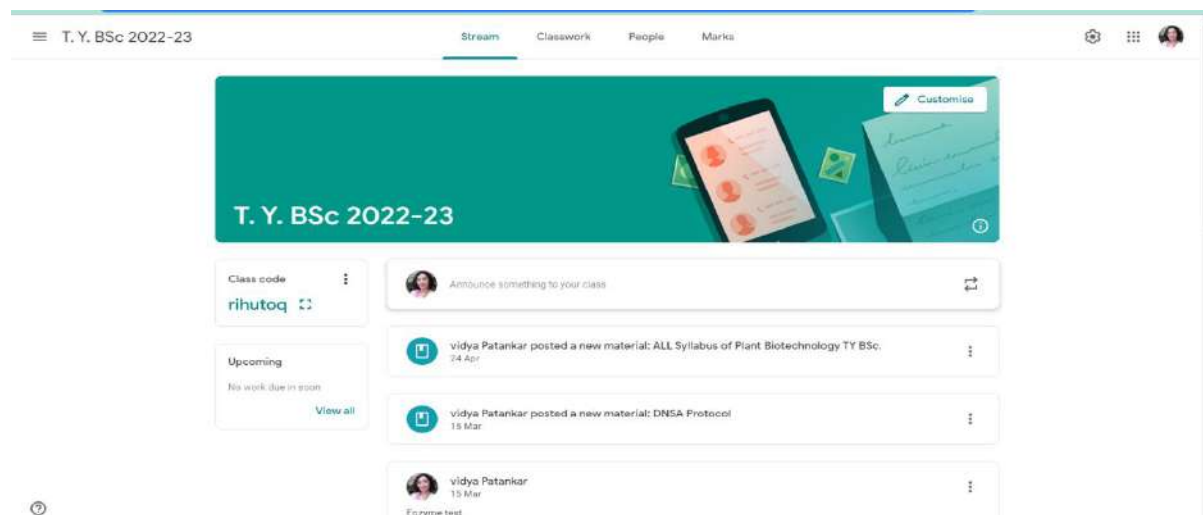 T. Y. BSc 2022-23
Stream Classwork People Marks
Customise
T. Y. BSc 2022-23
Class code
rihutoq
Upcoming
No work due in soon
View all
Announce something to your class
vidya Patankar posted a new material: ALL Syllabus of Plant Biotechnology TY BSc.
24 Apr
vidya Patankar posted a new material: DNSA Protocol
15 Mar
vidya Patankar
15 Mar
Enzyme test